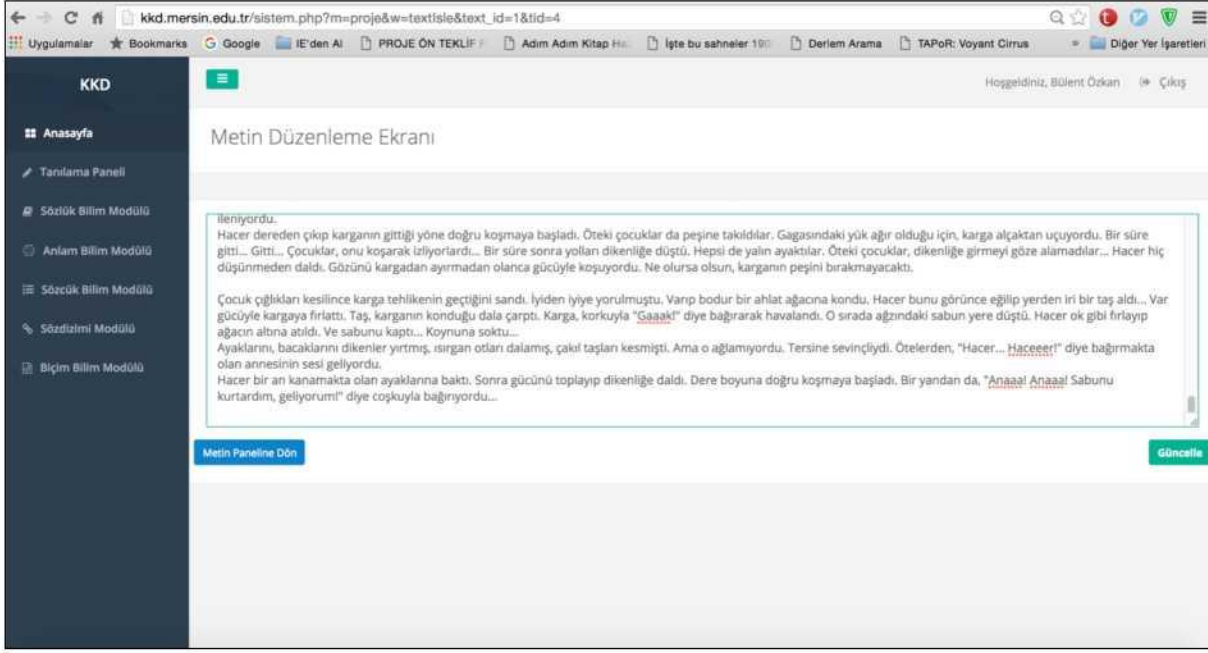 kkd.mersin.edu.tr/sistem.php?m=proje&w=textisle&text_id=1&tid=4
Uygulamalar Bookmarks Google IE'den Al PROJE ÖN TEKLİF Adım Adım Kitap Ha İşte bu sahneler 190 Derlem Arama TAPoR: Voyant Cirrus » Diğer Yer İşaretleri
KKD
Hoşgeldiniz, Bülent Özkan Çıkış
Anasayfa
Metin Düzenleme Ekranı
Tanılama Paneli
Sözlük Bilim Modülü
Anlam Bilim Modülü
Sözcük Bilim Modülü
Sözdizimi Modülü
Biçim Bilim Modülü
ileniyordu.
Hacer dereden çıkıp karganın gittiği yöne doğru koşmaya başladı. Öteki çocuklar da peşine takıldılar. Gagasındaki yük ağır olduğu için, karga alçaktan uçuyordu. Bir süre
gitti... Gitti... Çocuklar, onu koşarak izliyorlardı... Bir süre sonra yolları dikenliğe düştü. Hepsi de yalın ayaktılar. Öteki çocuklar, dikenliğe girmeyi göze alamadılar... Hacer hiç
düşünmeden daldı. Gözünü kargadan ayırmadan olanca gücüyle koşuyordu. Ne olursa olsun, karganın peşini bırakmayacaktı.
Çocuk çığlıkları kesilince karga tehlikenin geçtiğini sandı. İyiden iyiye yorulmuştu. Varıp bodur bir ahlat ağacına kondu. Hacer bunu görünce eğilip yerden iri bir taş aldı... Var
gücüyle kargaya fırlattı. Taş, karganın konduğu dala çarptı. Karga, korkuyla "Gaaak!" diye bağırarak havalandı. O sırada ağzındaki sabun yere düştü. Hacer ok gibi fırlayıp
ağacın altına atıldı. Ve sabunu kaptı... Koynuna soktu...
Ayaklarını, bacaklarını dikenler yırtmış, ısırgan otları dalamış, çakıl taşları kesmişti. Ama o ağlamıyordu. Tersine sevinçliydi. Ötelerden, "Hacer... Haceeer!" diye bağırmakta
olan annesinin sesi geliyordu.
Hacer bir an kanamakta olan ayaklarına baktı. Sonra gücünü toplayıp dikenliğe daldı. Dere boyuna doğru koşmaya başladı. Bir yandan da, "Anaaa! Anaaa! Sabunu
kurtardım, geliyorum!" diye coşkuyla bağırıyordu...
Metin Paneline Dön
Güncelle